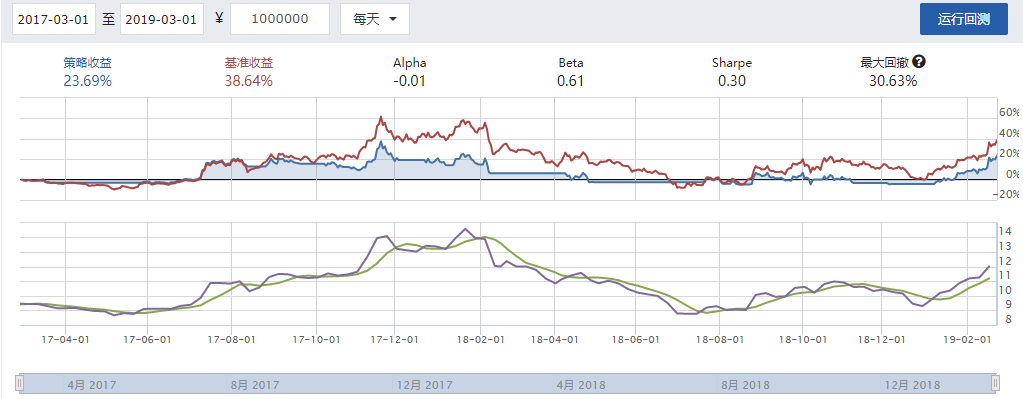 2017-03-01 至 2019-03-01 ¥ 1000000 每天 运行回测
策略收益 基准收益 Alpha Beta Sharpe 最大回撤 ?
23.69% 38.64% -0.01 0.61 0.30 30.63%
60%
40%
20%
0%
-20%
14
13
12
11
10
9
8
17-04-01 17-06-01 17-08-01 17-10-01 17-12-01 18-02-01 18-04-01 18-06-01 18-08-01 18-10-01 18-12-01 19-02-01
4月 2017 8月 2017 12月 2017 4月 2018 8月 2018 12月 2018